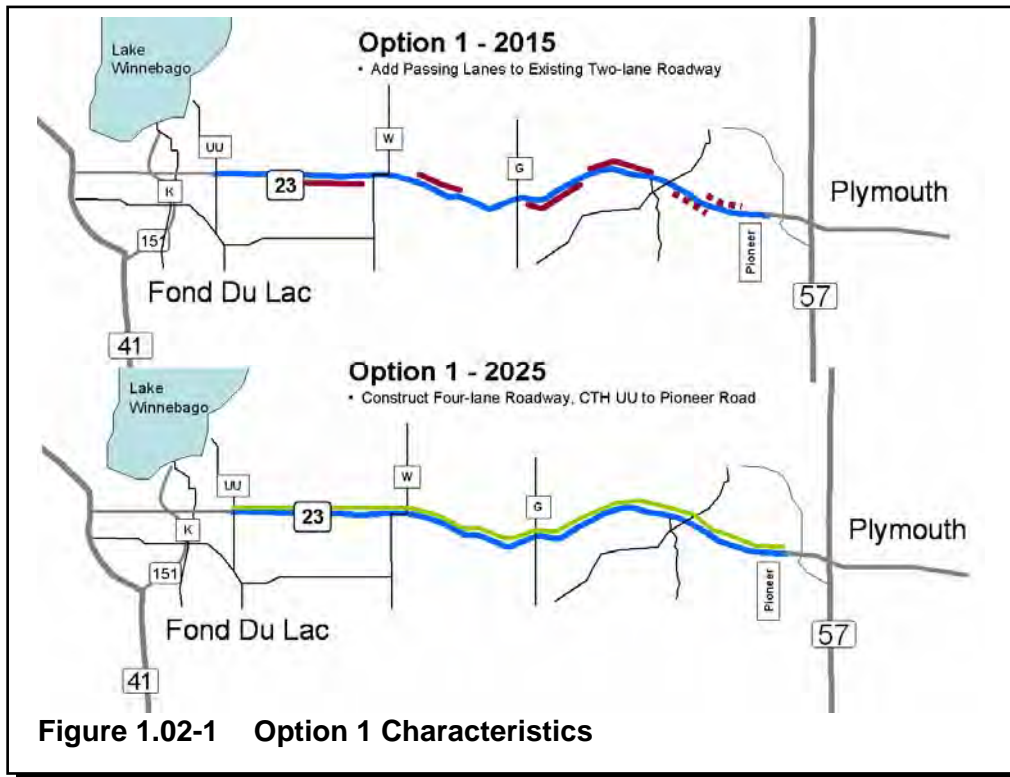 Option 1 - 2015
• Add Passing Lanes to Existing Two-lane Roadway
Lake
Winnebago
UU
W
G
23
K
151
Plymouth
Pioneer
Fond Du Lac
57
41
Option 1 - 2025
• Construct Four-lane Roadway, CTH UU to Pioneer Road
Lake
Winnebago
UU
W
G
23
K
151
Plymouth
Pioneer
Fond Du Lac
57
41
Figure 1.02-1 Option 1 Characteristics